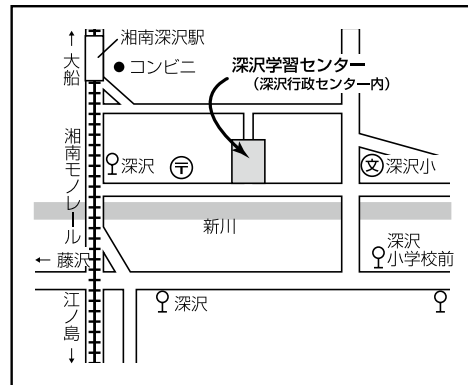 湘南深沢駅
↑
大船
コンビニ
深沢学習センター
（深沢行政センター内）
湘南モノレール
深沢
〒
文
深沢小
新川
深沢
小学校前
← 藤沢
江ノ島
↓
深沢